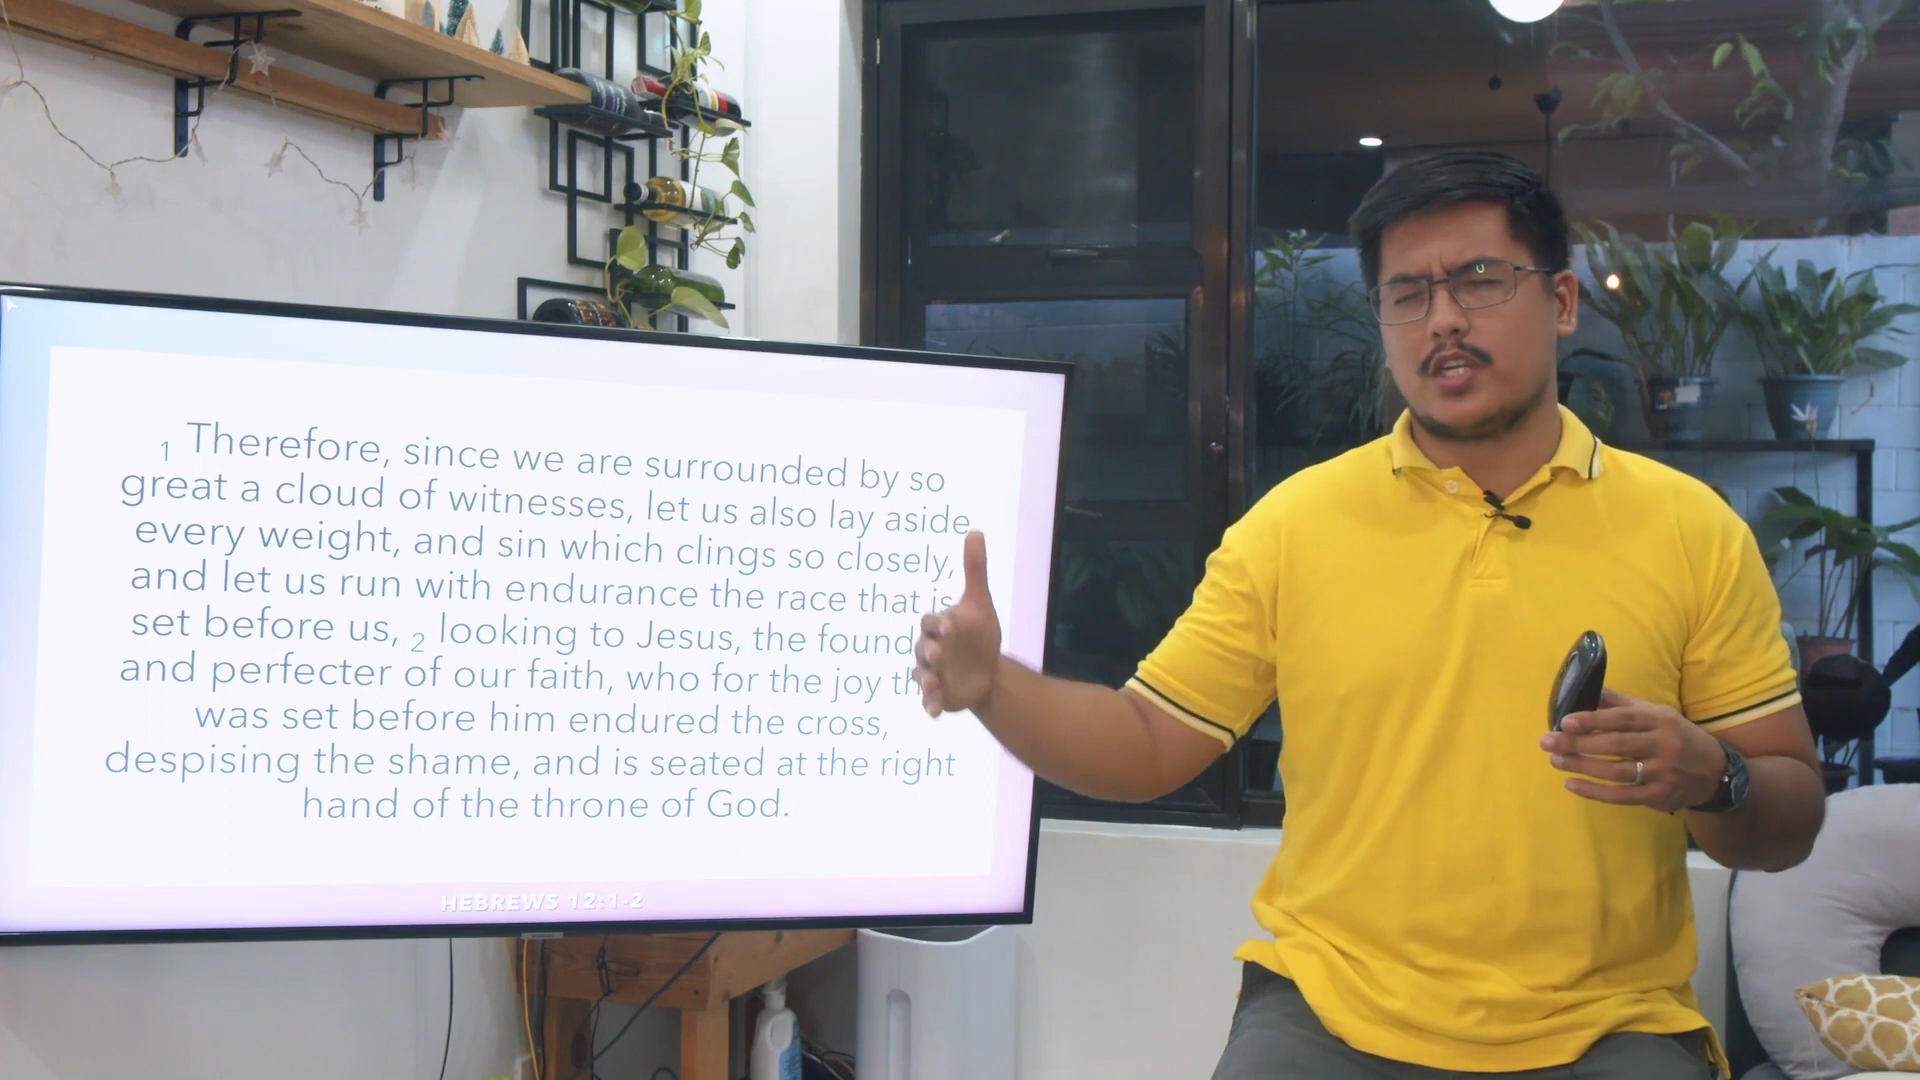 1 Therefore, since we are surrounded by so
great a cloud of witnesses, let us also lay aside
every weight, and sin which clings so closely,
and let us run with endurance the race that is
set before us, 2 looking to Jesus, the found
and perfecter of our faith, who for the joy th
was set before him endured the cross,
despising the shame, and is seated at the right
hand of the throne of God.
HEBREWS 12:1-2